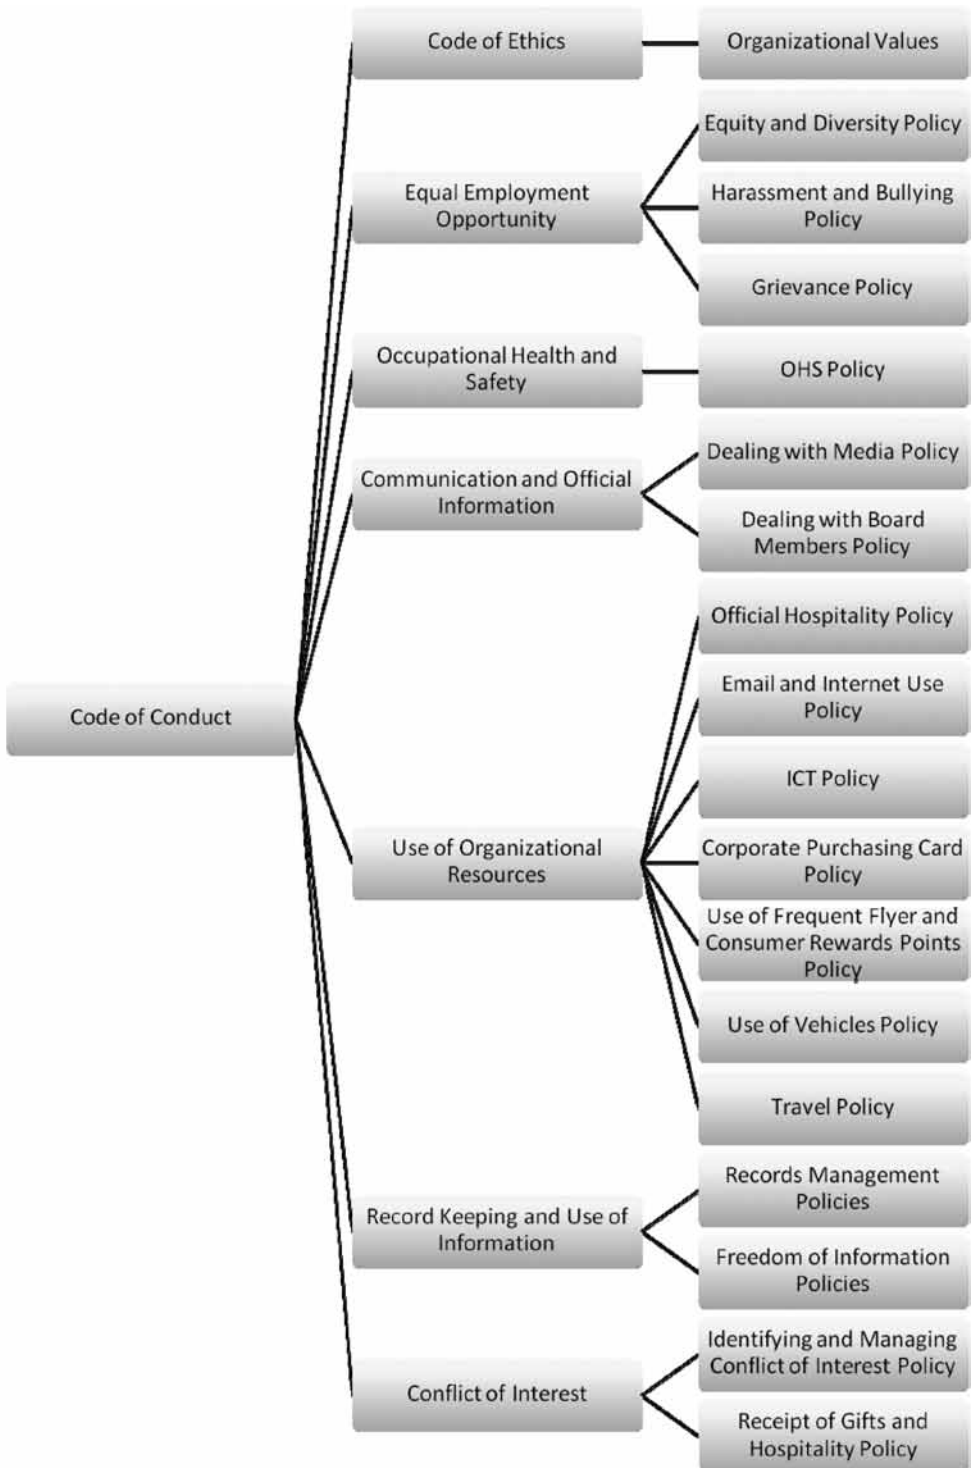 Code of Ethics
Organizational Values
Equity and Diversity Policy
Equal Employment
Opportunity
Harassment and Bullying
Policy
Grievance Policy
Occupational Health and
Safety
OHS Policy
Communication and Official
Information
Dealing with Media Policy
Dealing with Board
Members Policy
Code of Conduct
Use of Organizational
Resources
Official Hospitality Policy
Email and Internet Use
Policy
ICT Policy
Corporate Purchasing Card
Policy
Use of Frequent Flyer and
Consumer Rewards Points
Policy
Use of Vehicles Policy
Travel Policy
Record Keeping and Use of
Information
Records Management
Policies
Freedom of Information
Policies
Conflict of Interest
Identifying and Managing
Conflict of Interest Policy
Receipt of Gifts and
Hospitality Policy